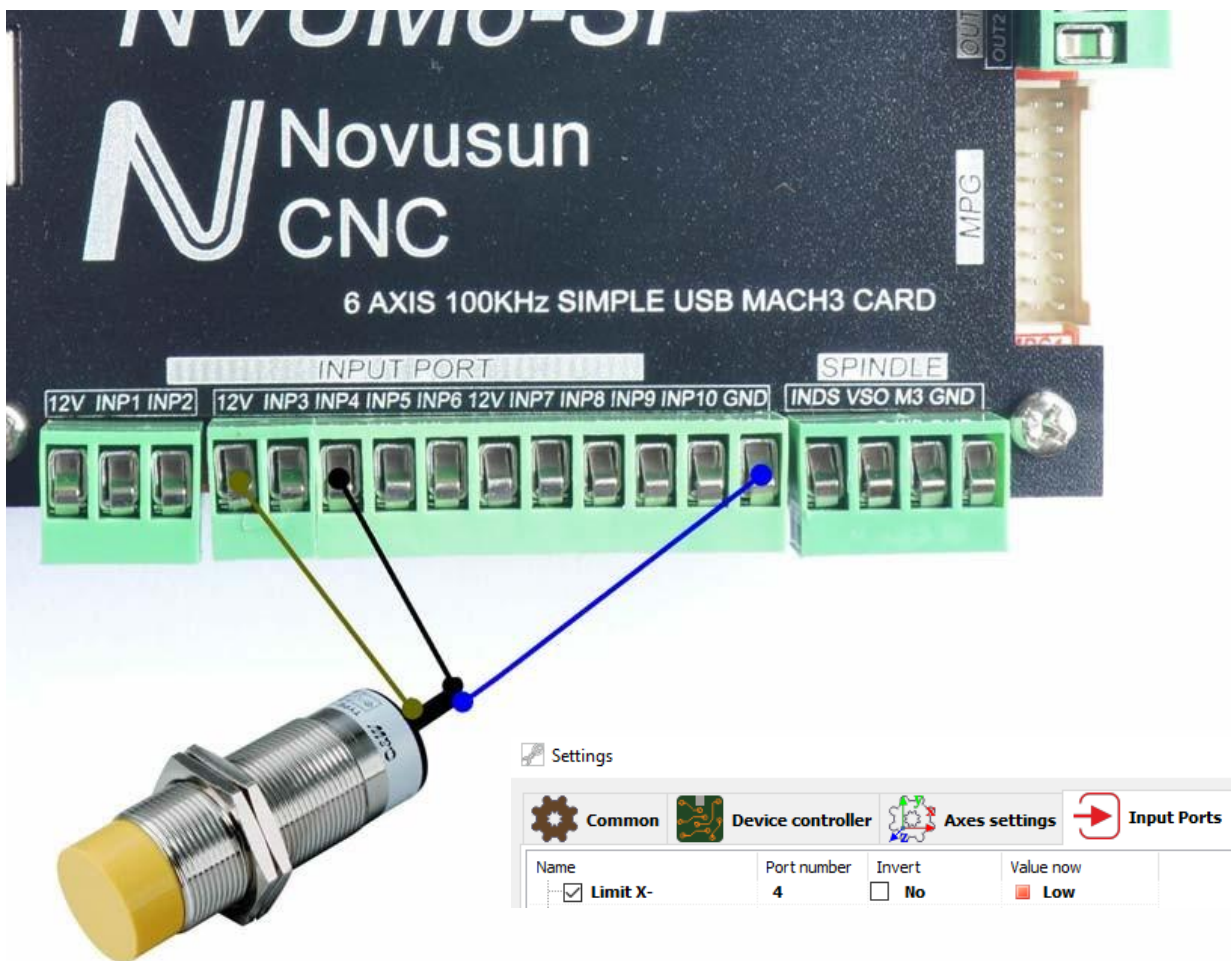 NVUM6-SP
Novusun
CNC
MPG
6 AXIS 100KHz SIMPLE USB MACH3 CARD
INPUT PORT
SPINDLE
12V INP1 INP2
12V INP3 INP4 INP5 INP6 12V INP7 INP8 INP9 INP10 GND
INDS VSO M3 GND
OUT2
Settings
Common
Device controller
Axes settings
Input Ports
Name Port number Invert Value now
Limit X- 4 No Low